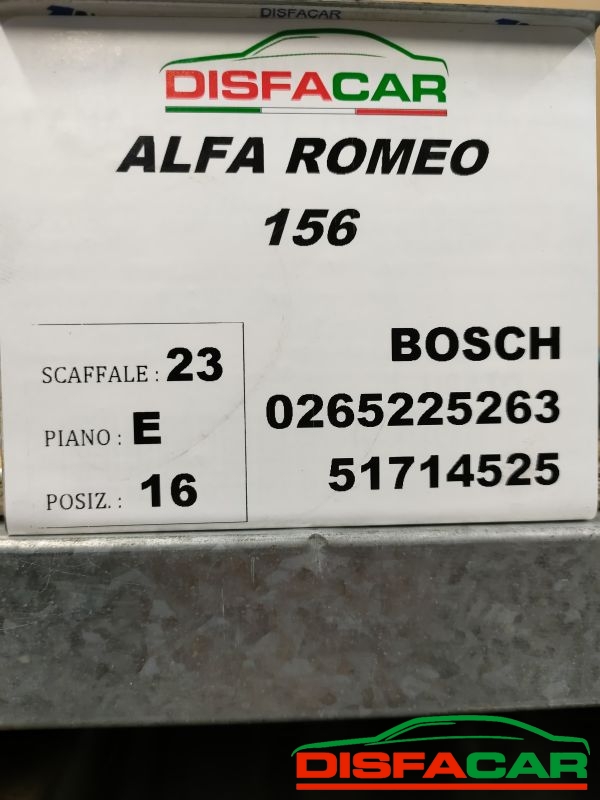 DISFACAR
DISFACAR
ALFA ROMEO
156
SCAFFALE : 23
PIANO : E
POSIZ. : 16
BOSCH
0265225263
51714525
DISFACAR